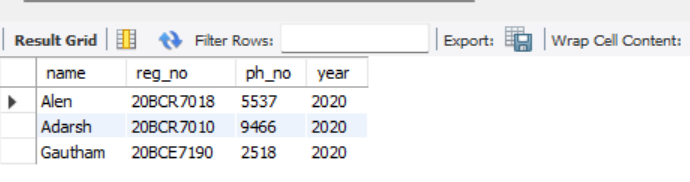 Result Grid Filter Rows: Export: Wrap Cell Content:
name reg_no ph_no year
Alen 20BCR7018 5537 2020
Adarsh 20BCR7010 9466 2020
Gautham 20BCE7190 2518 2020